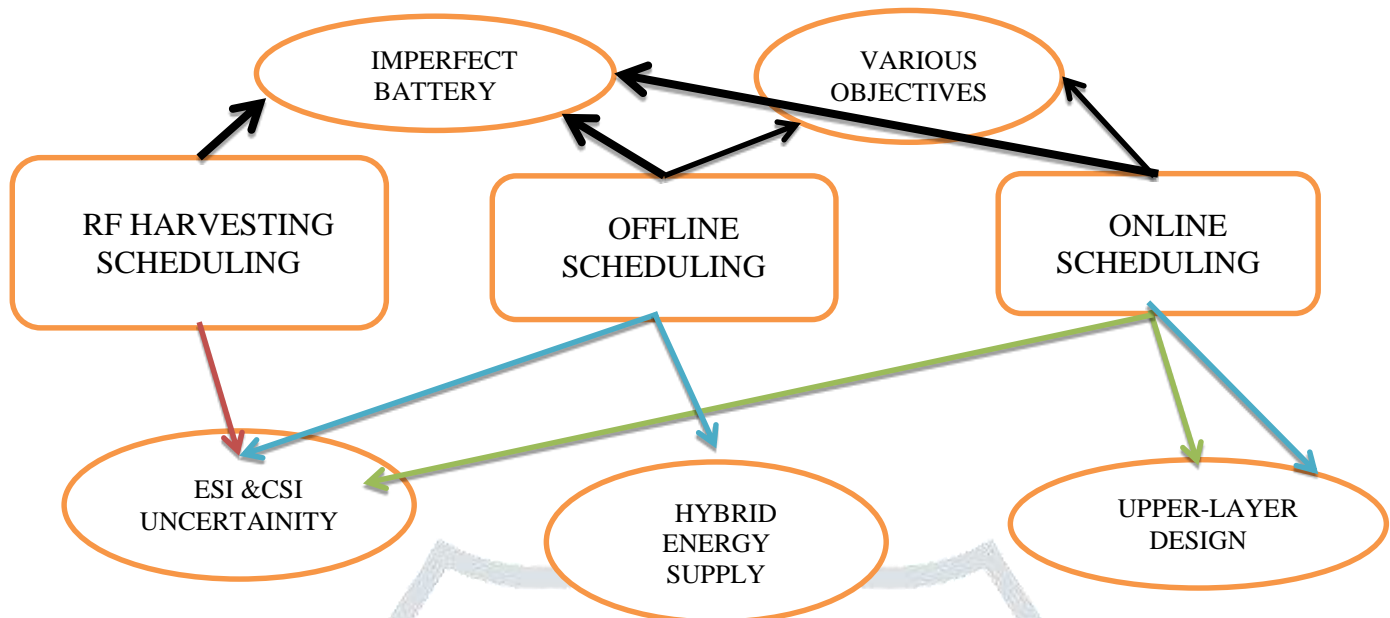 IMPERFECT
BATTERY
VARIOUS
OBJECTIVES
RF HARVESTING
SCHEDULING
OFFLINE
SCHEDULING
ONLINE
SCHEDULING
ESI &CSI
UNCERTAINITY
HYBRID
ENERGY
SUPPLY
UPPER-LAYER
DESIGN